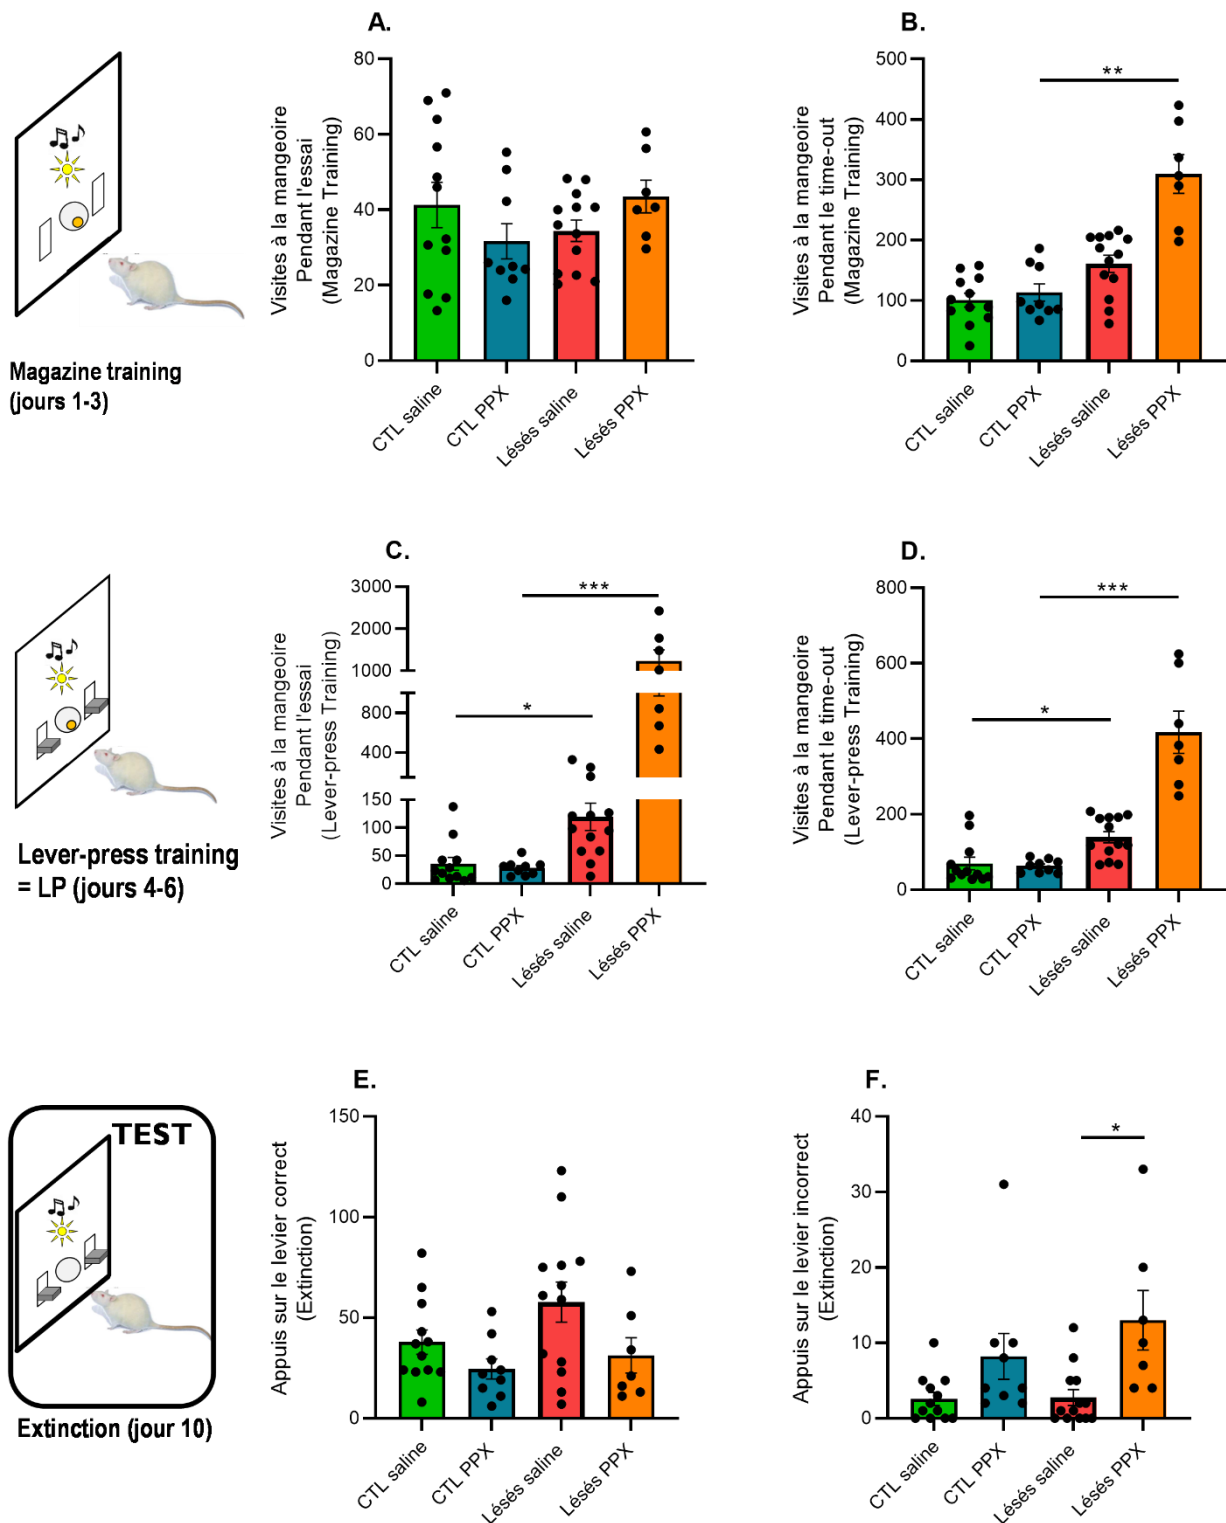 A.
Visites à la mangeoire
Pendant l'essai
(Magazine Training)
80
60
40
20
0
CTL saline
CTL PPX
Lésés saline
Lésés PPX
B.
Visites à la mangeoire
Pendant le time-out
(Magazine Training)
500
400
300
200
100
0
**
CTL saline
CTL PPX
Lésés saline
Lésés PPX
Magazine training
(jours 1-3)
C.
Visites à la mangeoire
Pendant l'essai
(Lever-press Training)
3000
2000
1000
800
400
150
100
50
0
***
*
CTL saline
CTL PPX
Lésés saline
Lésés PPX
D.
Visites à la mangeoire
Pendant le time-out
(Lever-press Training)
800
600
400
200
0
***
*
CTL saline
CTL PPX
Lésés saline
Lésés PPX
Lever-press training
= LP (jours 4-6)
TEST
Extinction (jour 10)
E.
Appuis sur le levier correct
(Extinction)
150
100
50
0
CTL saline
CTL PPX
Lésés saline
Lésés PPX
F.
Appuis sur le levier incorrect
(Extinction)
40
30
20
10
0
*
CTL saline
CTL PPX
Lésés saline
Lésés PPX